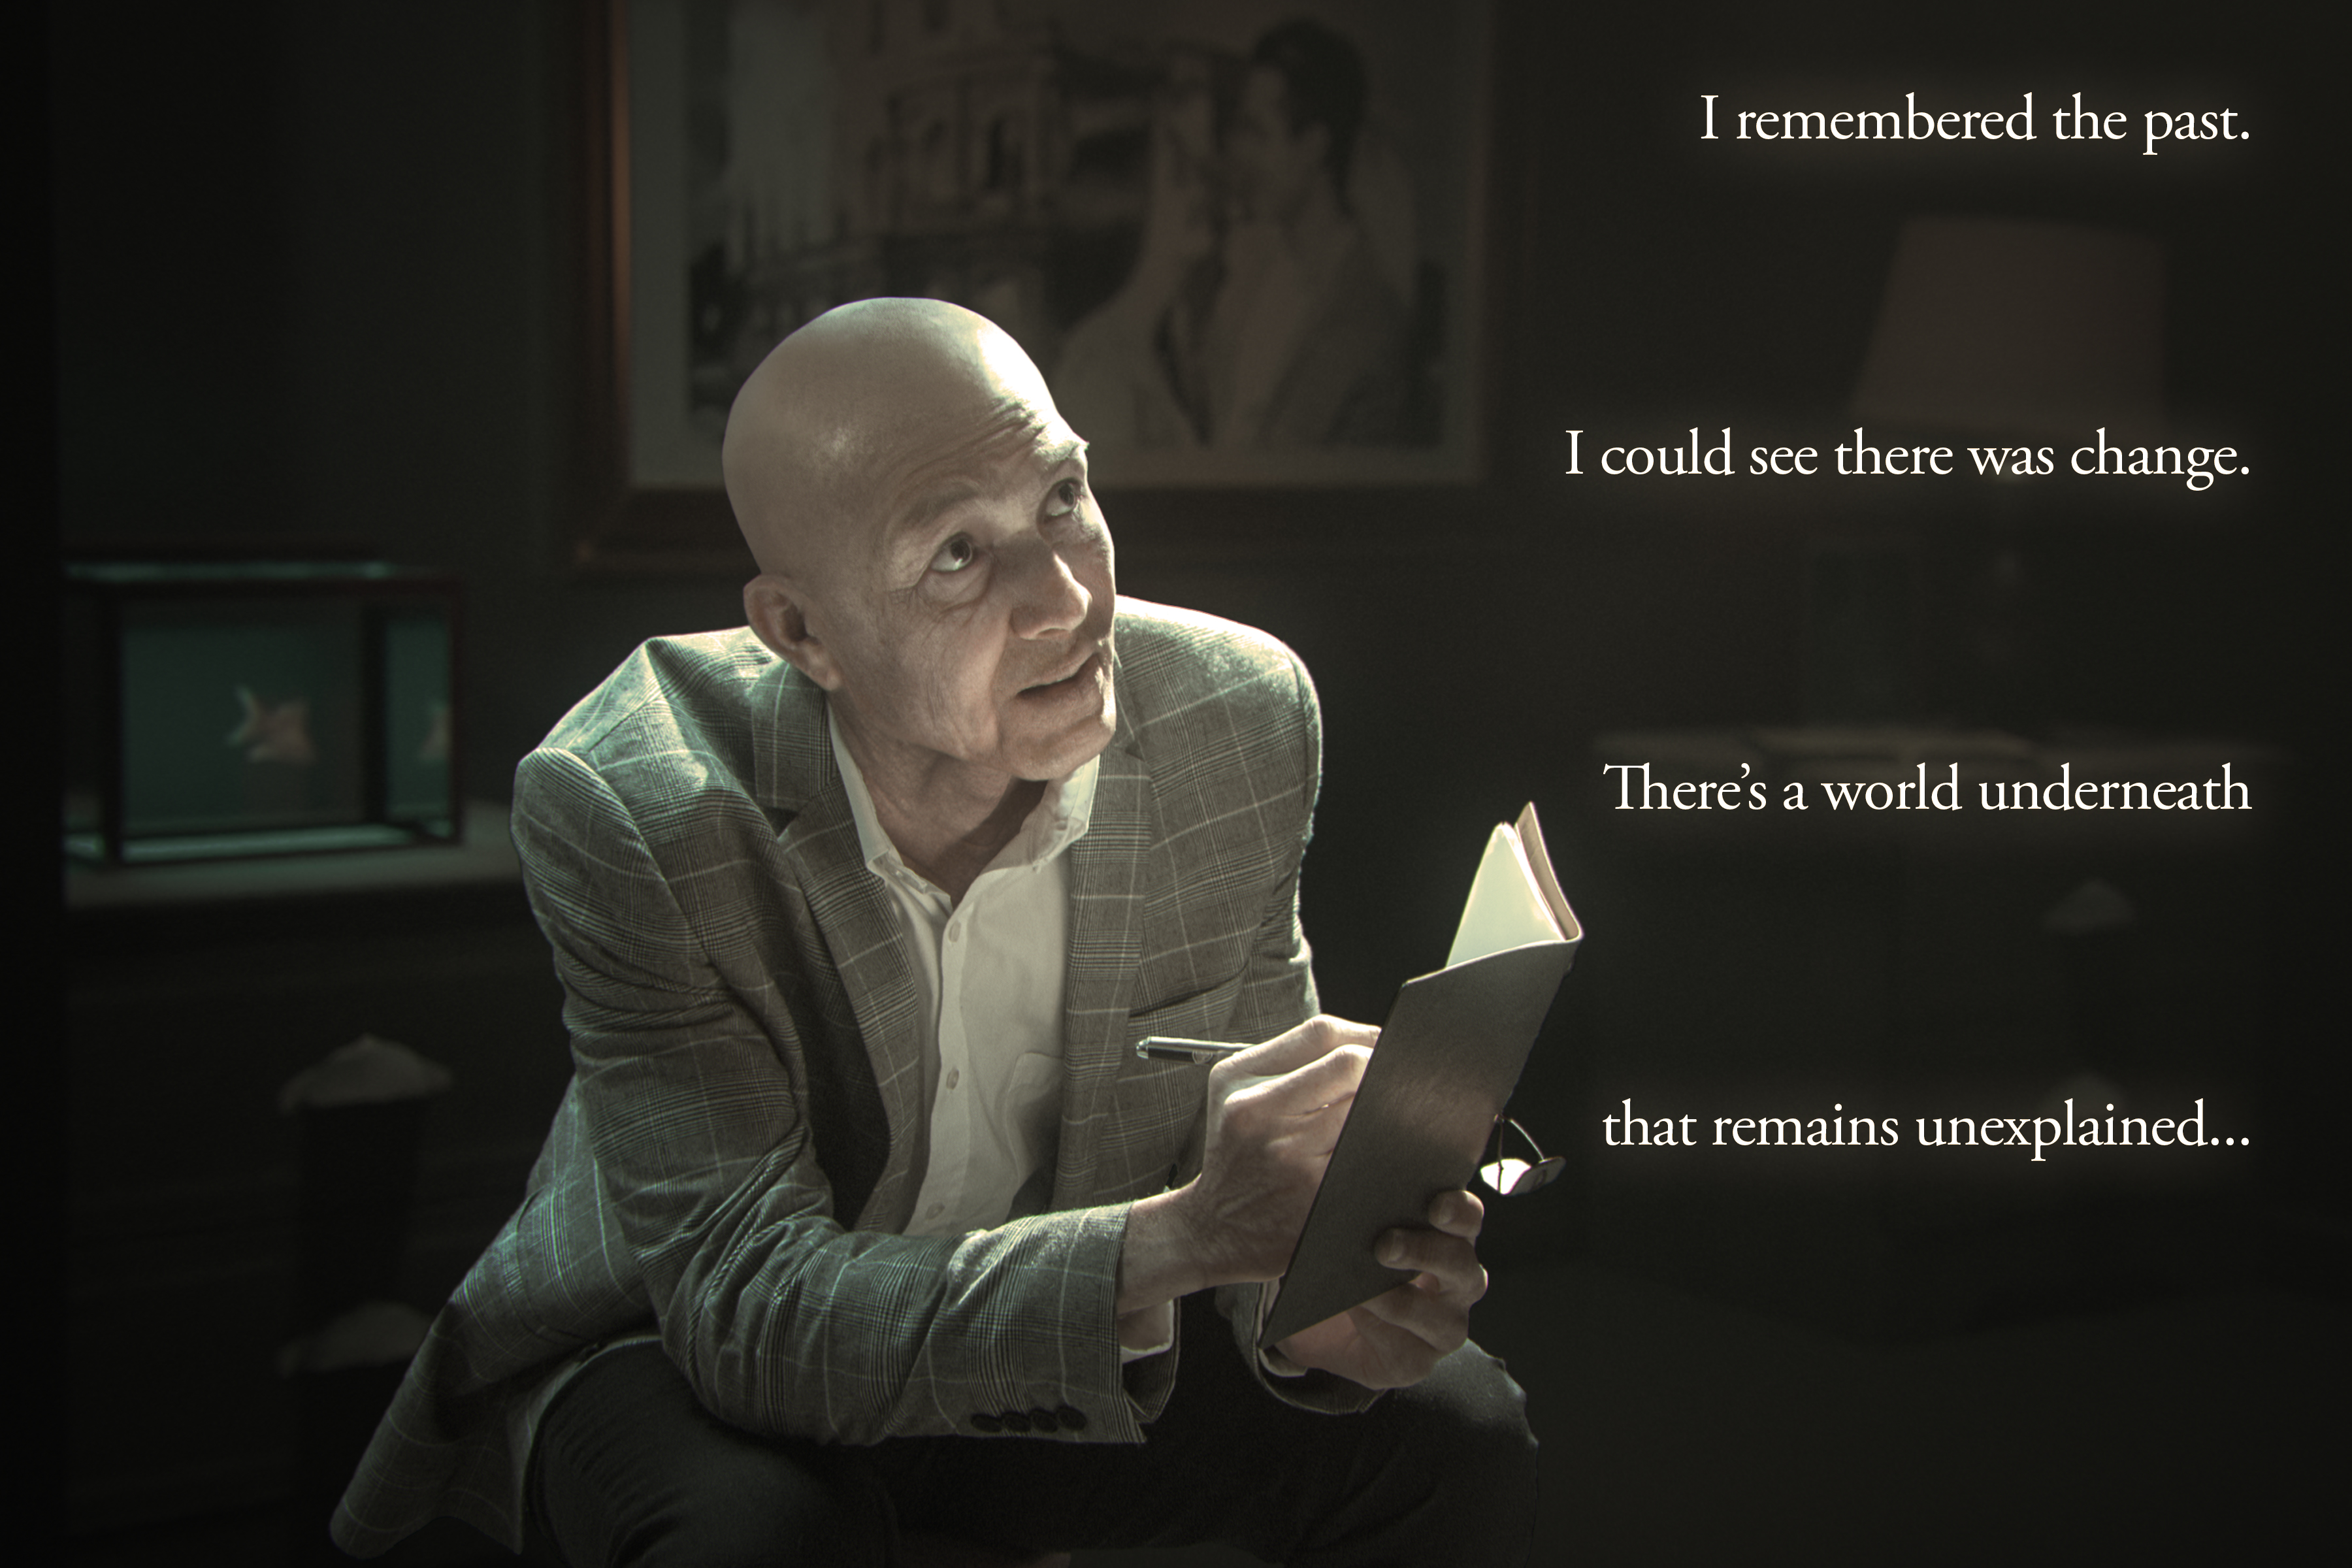 I remembered the past.
I could see there was change.
There’s a world underneath
that remains unexplained...